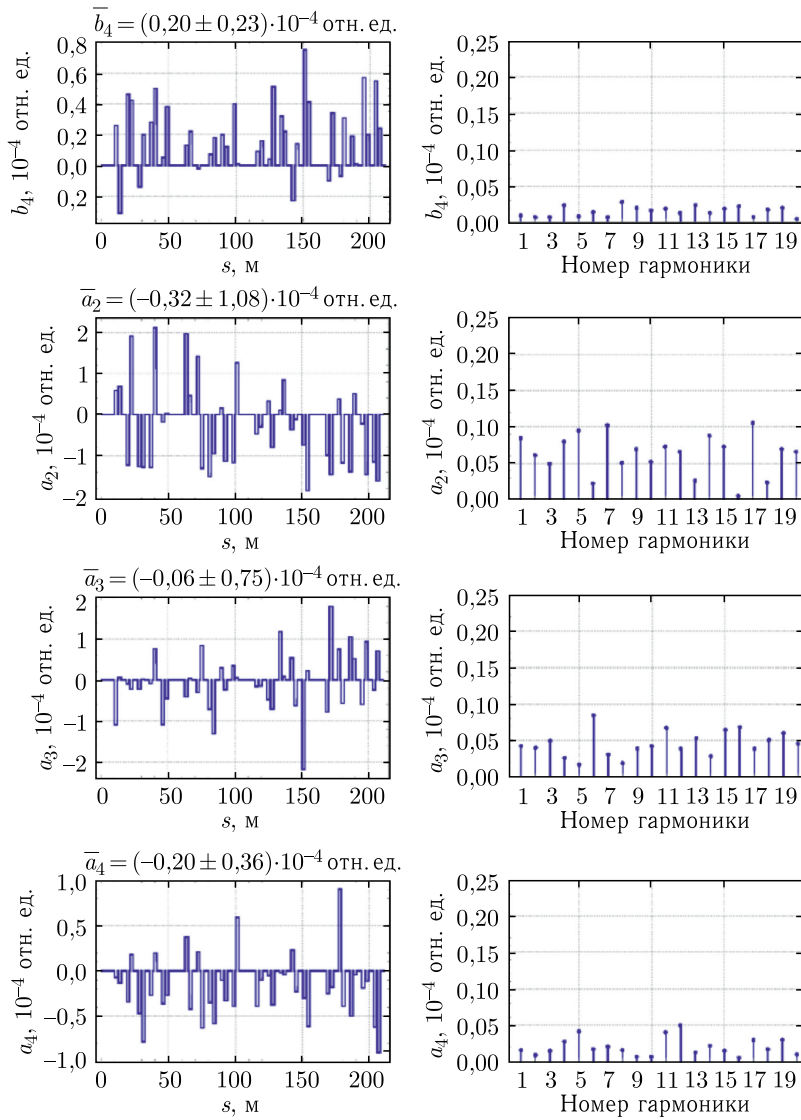 b̅₄ = (0,20 ± 0,23)·10⁻⁴ отн. ед.
b₄, 10⁻⁴ отн. ед.
0,8
0,6
0,4
0,2
0,0
0,2
0 50 100 150 200
s, м
b₄, 10⁻⁴ отн. ед.
0,25
0,20
0,15
0,10
0,05
0,00
1 3 5 7 9 11 13 15 17 19
Номер гармоники
a̅₂ = (–0,32 ± 1,08)·10⁻⁴ отн. ед.
a₂, 10⁻⁴ отн. ед.
2
1
0
−1
−2
0 50 100 150 200
s, м
a₂, 10⁻⁴ отн. ед.
0,25
0,20
0,15
0,10
0,05
0,00
1 3 5 7 9 11 13 15 17 19
Номер гармоники
a̅₃ = (–0,06 ± 0,75)·10⁻⁴ отн. ед.
a₃, 10⁻⁴ отн. ед.
2
1
0
−1
−2
0 50 100 150 200
s, м
a₃, 10⁻⁴ отн. ед.
0,25
0,20
0,15
0,10
0,05
0,00
1 3 5 7 9 11 13 15 17 19
Номер гармоники
a̅₄ = (–0,20 ± 0,36)·10⁻⁴ отн. ед.
a₄, 10⁻⁴ отн. ед.
1,0
0,5
0,0
−0,5
−1,0
0 50 100 150 200
s, м
a₄, 10⁻⁴ отн. ед.
0,25
0,20
0,15
0,10
0,05
0,00
1 3 5 7 9 11 13 15 17 19
Номер гармоники